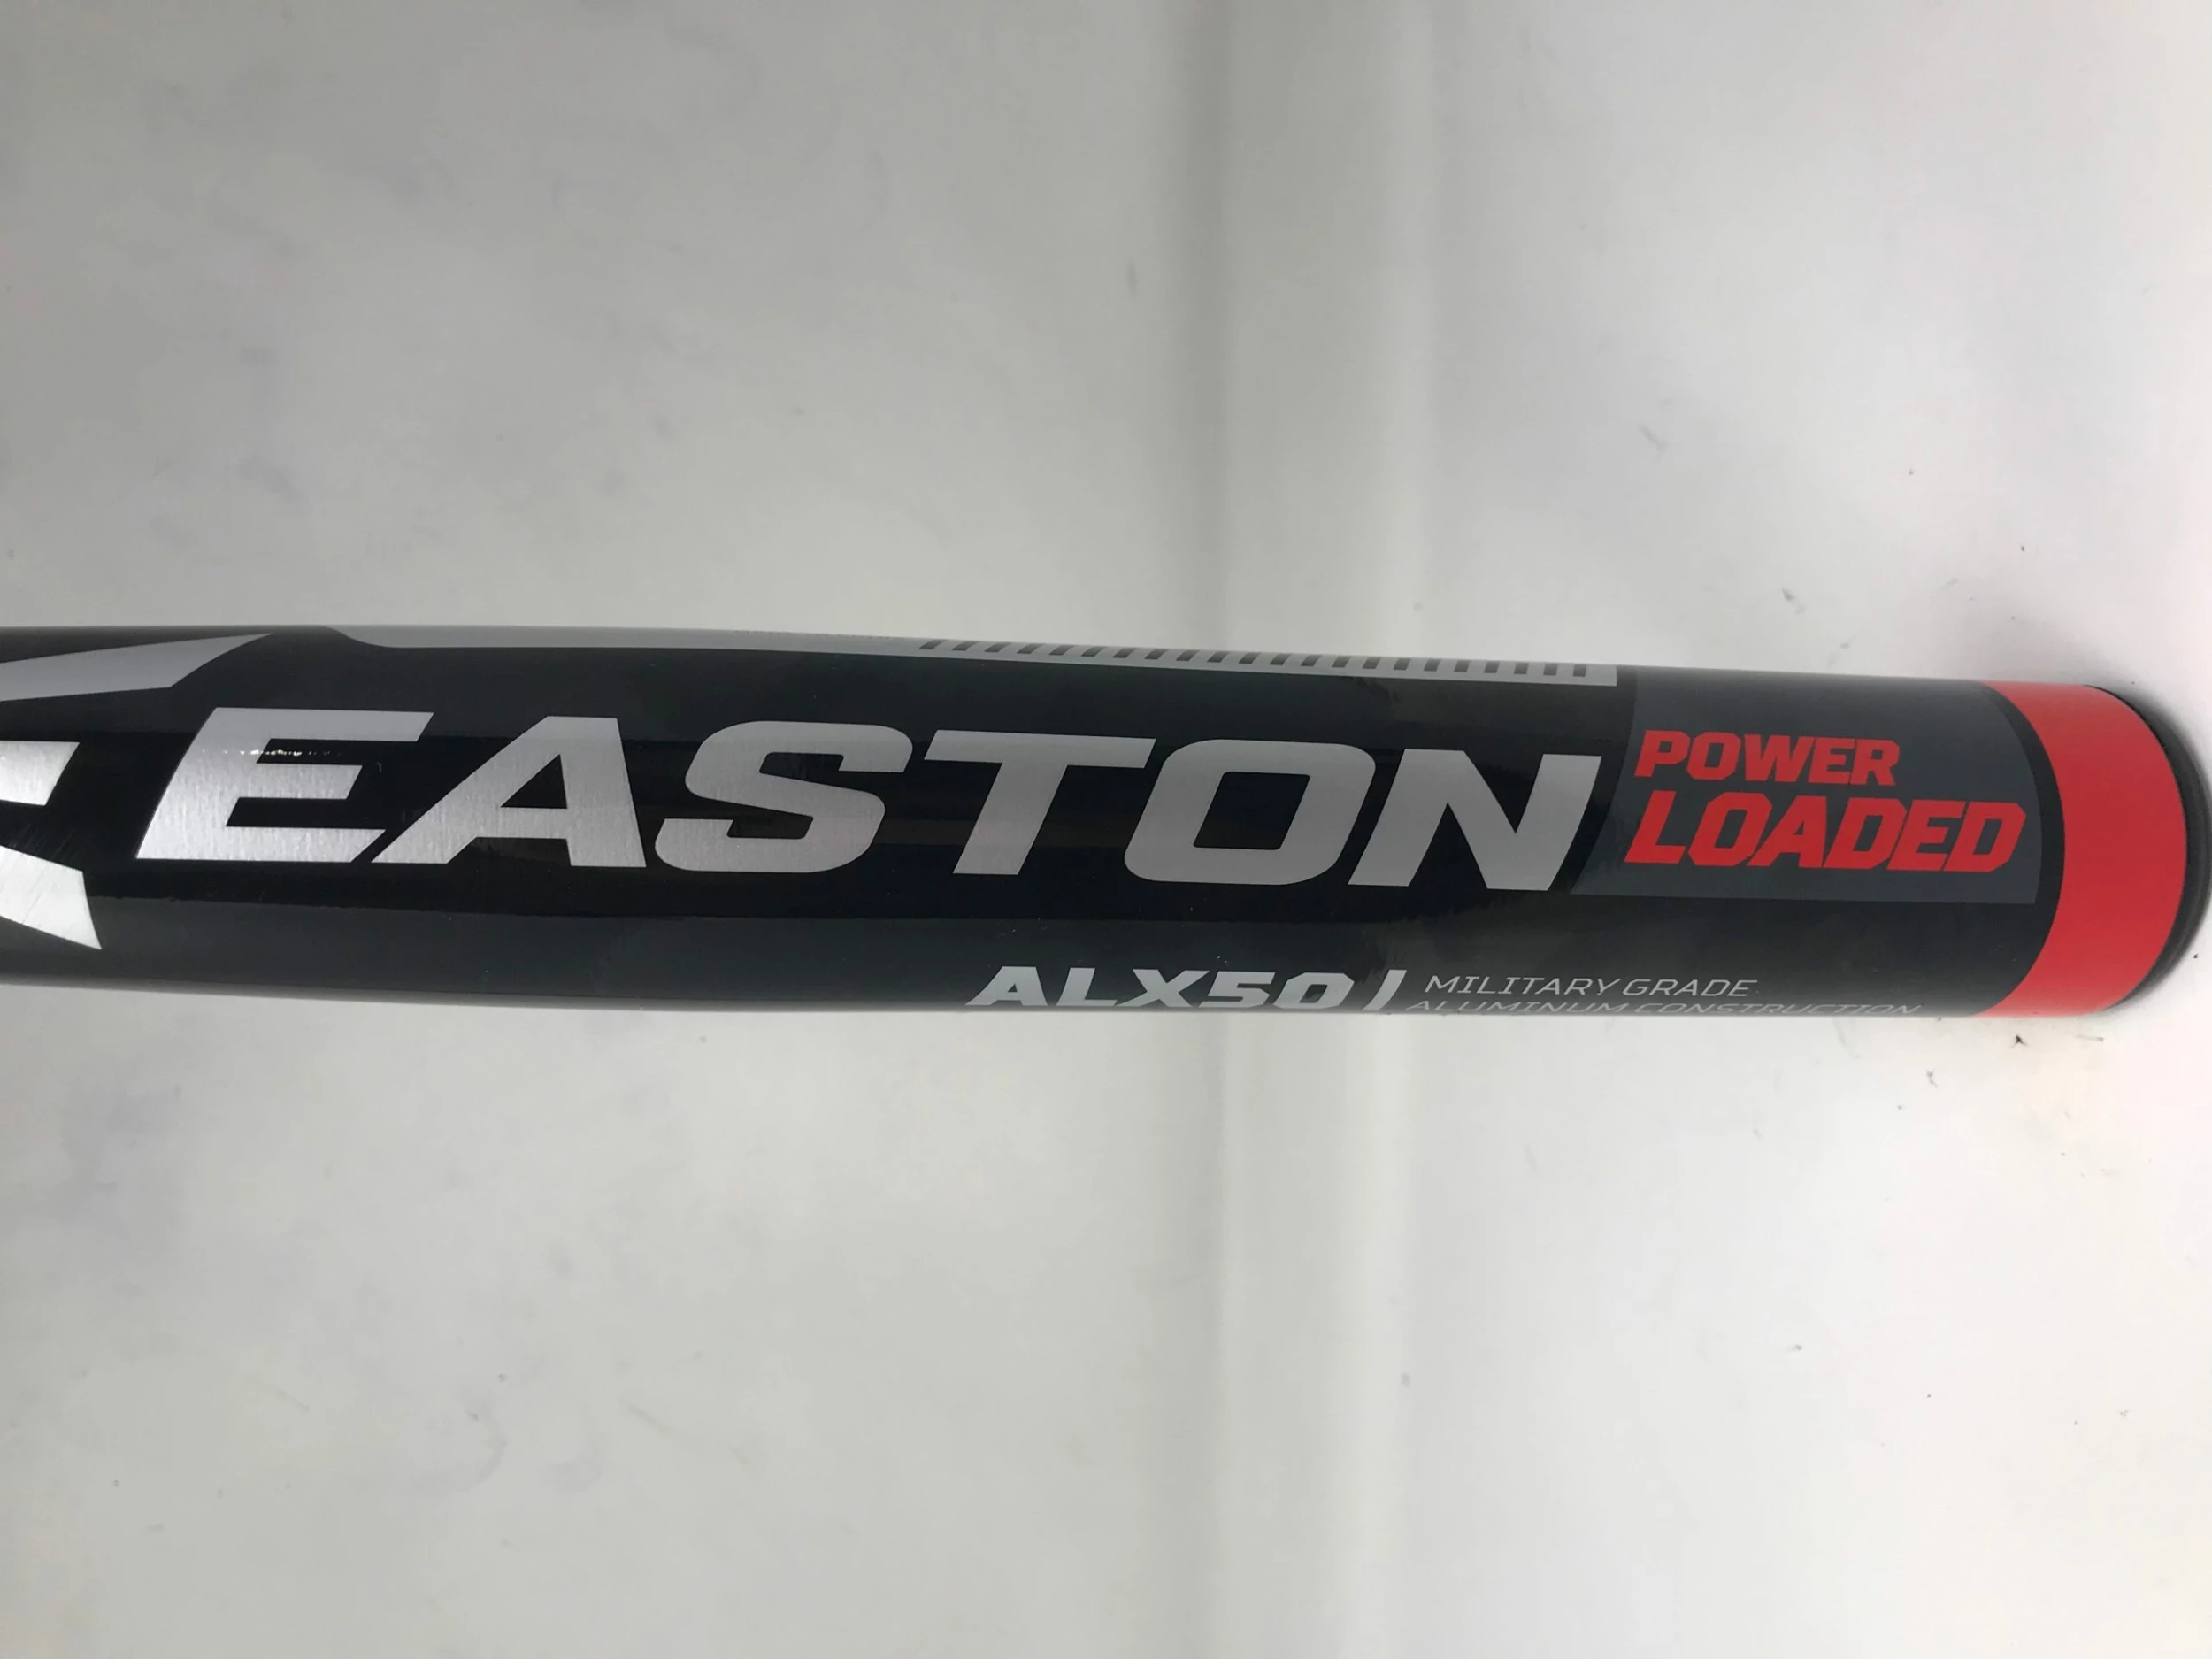 EASTON
POWER
LOADED
ALX50 | MILITARY GRADE
ALUMINUM CONSTRUCTION